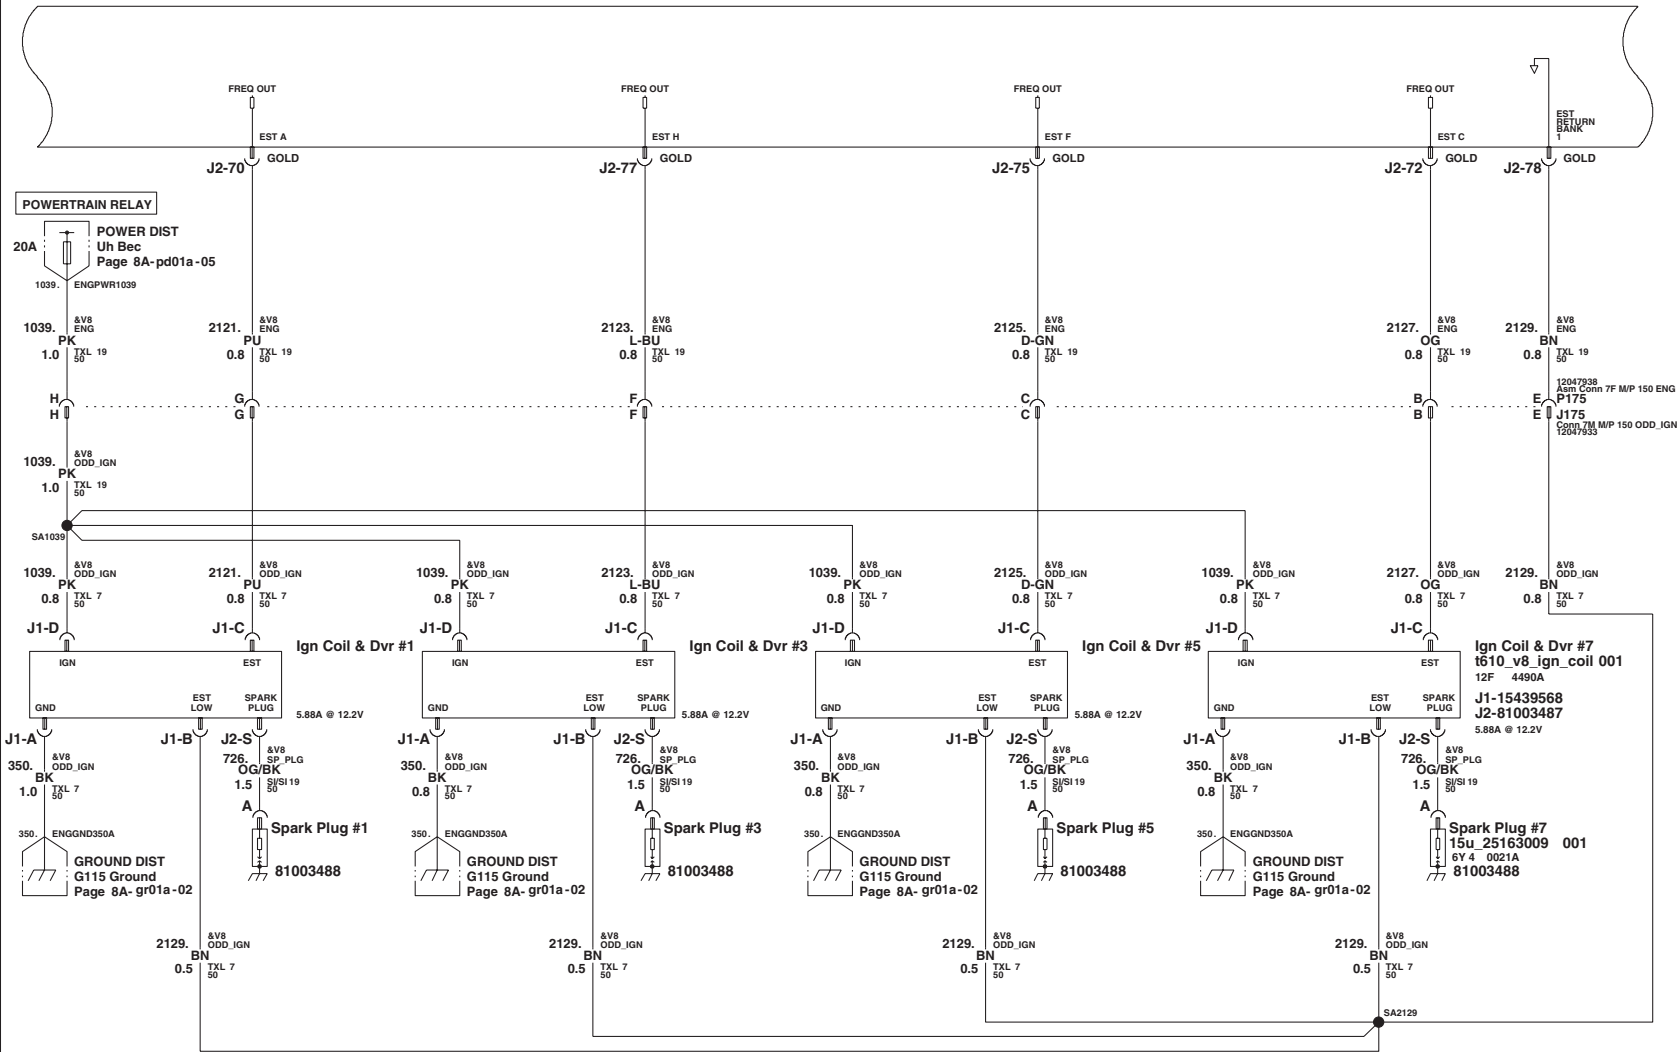 FREQ OUT
FREQ OUT
FREQ OUT
FREQ OUT
EST A
EST H
EST F
EST C
EST
RETURN
BANK
1
GOLD
GOLD
GOLD
GOLD
GOLD
J2-70
J2-77
J2-75
J2-72
J2-78
POWERTRAIN RELAY
20A
POWER DIST
Uh Bec
Page 8A-pd01a-05
1039. ENGPWR1039
1039. PK 1.0 &V8 ENG TXL 19 50
2121. PU 0.8 &V8 ENG TXL 19 50
2123. L-BU 0.8 &V8 ENG TXL 19 50
2125. D-GN 0.8 &V8 ENG TXL 19 50
2127. OG 0.8 &V8 ENG TXL 19 50
2129. BN 0.8 &V8 ENG TXL 19 50
12047938
Asm Conn 7F M/P 150 ENG
H G F C B E P175
H G F C B E J175
Conn 7M M/P 150 ODD_IGN
12047933
1039. PK 1.0 &V8 ODD_IGN TXL 19 50
SA1039
1039. PK 0.8 &V8 ODD_IGN TXL 7 50
2121. PU 0.8 &V8 ODD_IGN TXL 7 50
1039. PK 0.8 &V8 ODD_IGN TXL 7 50
2123. L-BU 0.8 &V8 ODD_IGN TXL 7 50
1039. PK 0.8 &V8 ODD_IGN TXL 7 50
2125. D-GN 0.8 &V8 ODD_IGN TXL 7 50
1039. PK 0.8 &V8 ODD_IGN TXL 7 50
2127. OG 0.8 &V8 ODD_IGN TXL 7 50
2129. BN 0.8 &V8 ODD_IGN TXL 7 50
J1-D J1-C J1-D J1-C J1-D J1-C J1-D J1-C
Ign Coil & Dvr #1
Ign Coil & Dvr #3
Ign Coil & Dvr #5
Ign Coil & Dvr #7
t610_v8_ign_coil 001
12F 4490A
J1-15439568
J2-81003487
5.88A @ 12.2V
IGN EST IGN EST IGN EST IGN EST
GND EST LOW SPARK PLUG 5.88A @ 12.2V
GND EST LOW SPARK PLUG 5.88A @ 12.2V
GND EST LOW SPARK PLUG 5.88A @ 12.2V
GND EST LOW SPARK PLUG
J1-A J1-B J2-S J1-A J1-B J2-S J1-A J1-B J2-S J1-A J1-B J2-S
350. BK 1.0 &V8 ODD_IGN TXL 7 50
726. OG/BK 1.5 &V8 SP_PLG SI/SI 19 50
350. BK 0.8 &V8 ODD_IGN TXL 7 50
726. OG/BK 1.5 &V8 SP_PLG SI/SI 19 50
350. BK 0.8 &V8 ODD_IGN TXL 7 50
726. OG/BK 1.5 &V8 SP_PLG SI/SI 19 50
350. BK 0.8 &V8 ODD_IGN TXL 7 50
726. OG/BK 1.5 &V8 SP_PLG SI/SI 19 50
A A A A
350. ENGGND350A
Spark Plug #1
350. ENGGND350A
Spark Plug #3
350. ENGGND350A
Spark Plug #5
350. ENGGND350A
Spark Plug #7
15u_25163009 001
6Y 4 0021A
81003488
GROUND DIST
G115 Ground
Page 8A- gr01a-02
81003488
GROUND DIST
G115 Ground
Page 8A- gr01a-02
81003488
GROUND DIST
G115 Ground
Page 8A- gr01a-02
81003488
GROUND DIST
G115 Ground
Page 8A- gr01a-02
2129. BN 0.5 &V8 ODD_IGN TXL 7 50
2129. BN 0.5 &V8 ODD_IGN TXL 7 50
2129. BN 0.5 &V8 ODD_IGN TXL 7 50
2129. BN 0.5 &V8 ODD_IGN TXL 7 50
SA2129